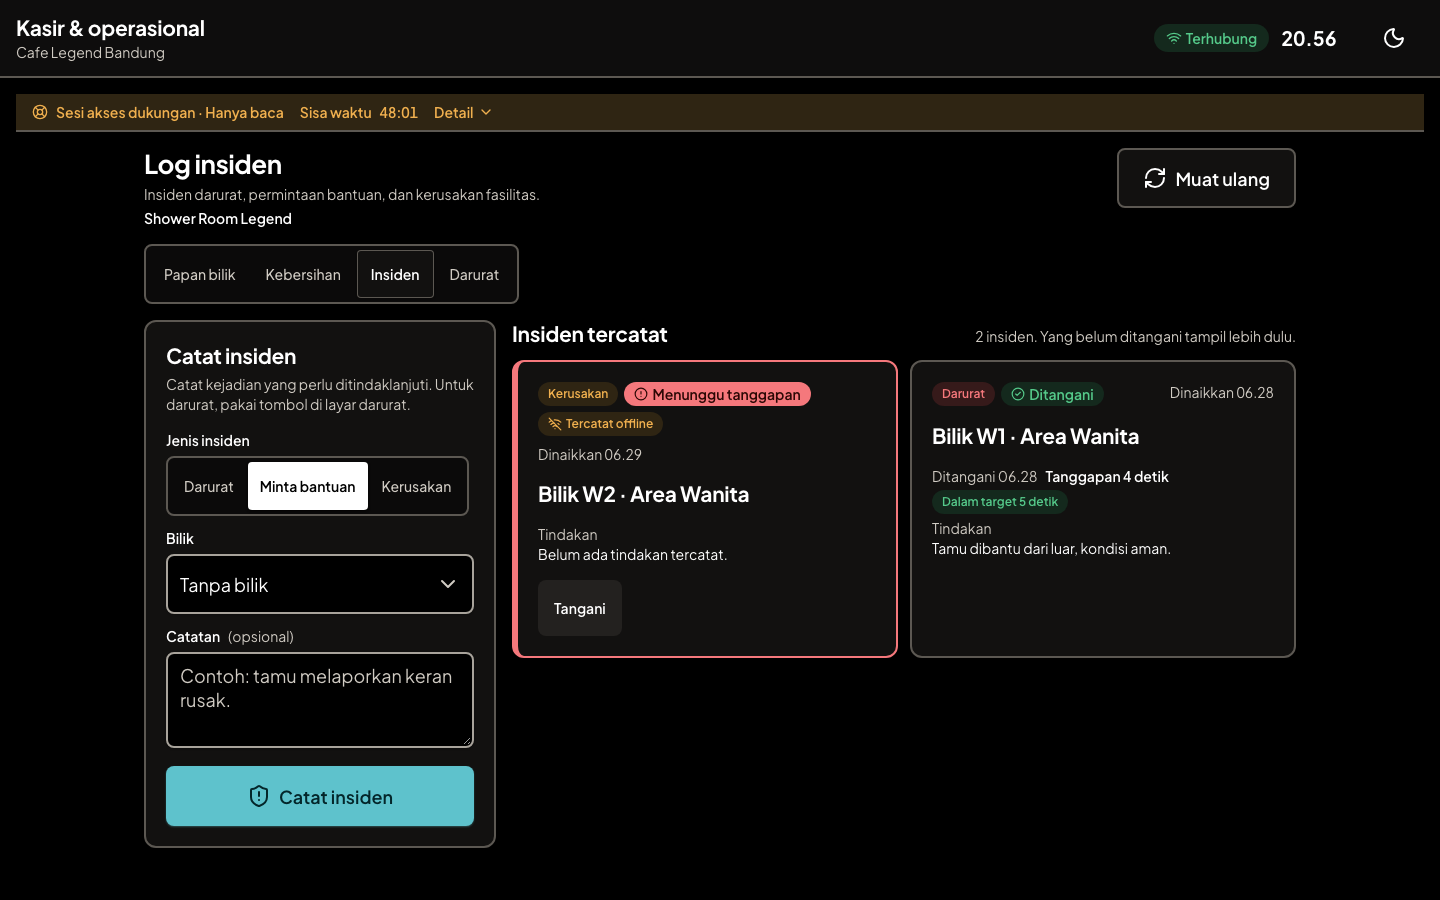 Kasir & operasional
Cafe Legend Bandung
Terhubung
20.56
Sesi akses dukungan · Hanya baca Sisa waktu 48:01 Detail
Log insiden
Insiden darurat, permintaan bantuan, dan kerusakan fasilitas.
Shower Room Legend
Muat ulang
Papan bilik Kebersihan Insiden Darurat
Catat insiden
Catat kejadian yang perlu ditindaklanjuti. Untuk
darurat, pakai tombol di layar darurat.
Jenis insiden
Darurat Minta bantuan Kerusakan
Bilik
Tanpa bilik
Catatan (opsional)
Contoh: tamu melaporkan keran
rusak.
Catat insiden
Insiden tercatat
2 insiden. Yang belum ditangani tampil lebih dulu.
Kerusakan Menunggu tanggapan
Tercatat offline
Dinaikkan 06.29
Bilik W2 · Area Wanita
Tindakan
Belum ada tindakan tercatat.
Tangani
Darurat Ditangani Dinaikkan 06.28
Bilik W1 · Area Wanita
Ditangani 06.28 Tanggapan 4 detik
Dalam target 5 detik
Tindakan
Tamu dibantu dari luar, kondisi aman.